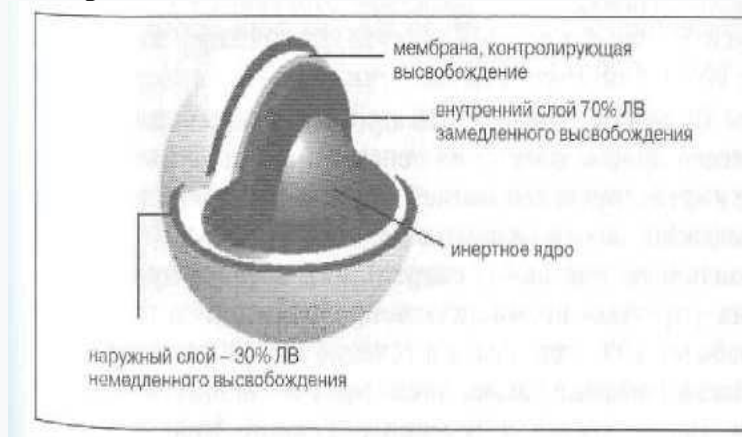 мембрана, контролирующая
высвобождение
внутренний слой 70% ЛВ
замедленного высвобождения
инертное ядро
наружный слой – 30% ЛВ
немедленного высвобождения